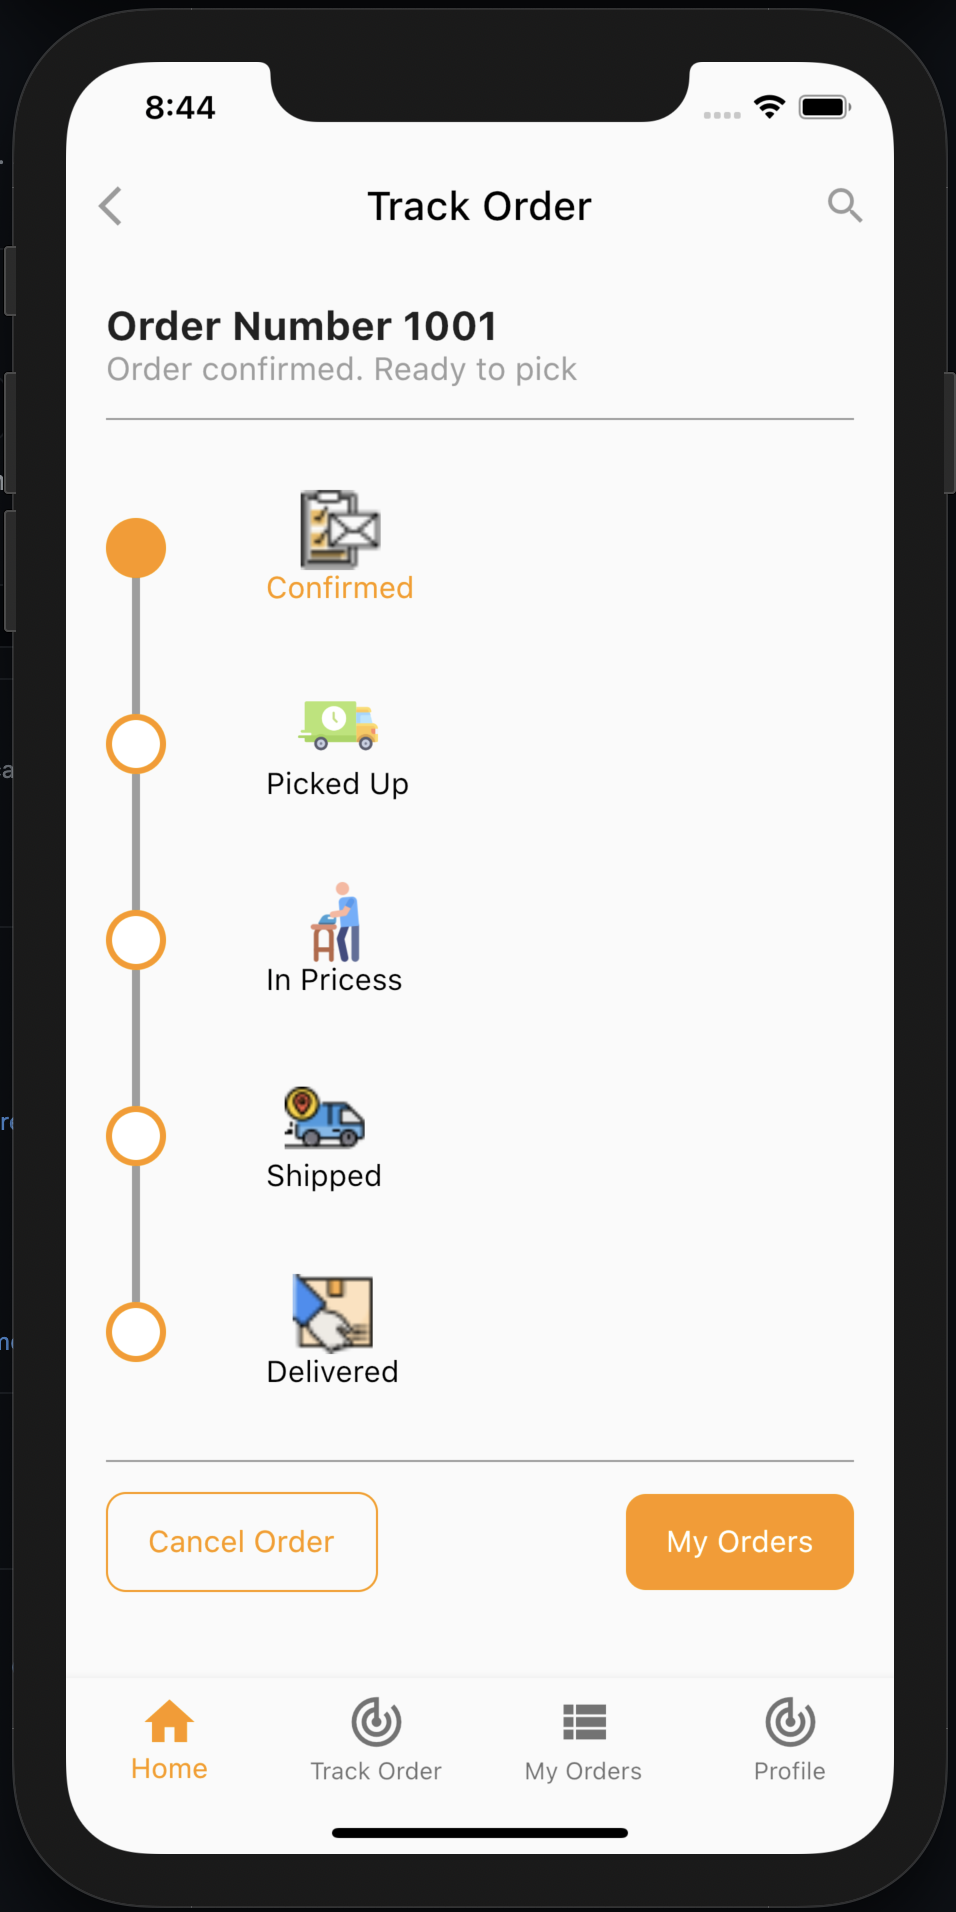 8:44
Track Order
Order Number 1001
Order confirmed. Ready to pick
Confirmed
Picked Up
In Pricess
Shipped
Delivered
Cancel Order
My Orders
Home
Track Order
My Orders
Profile